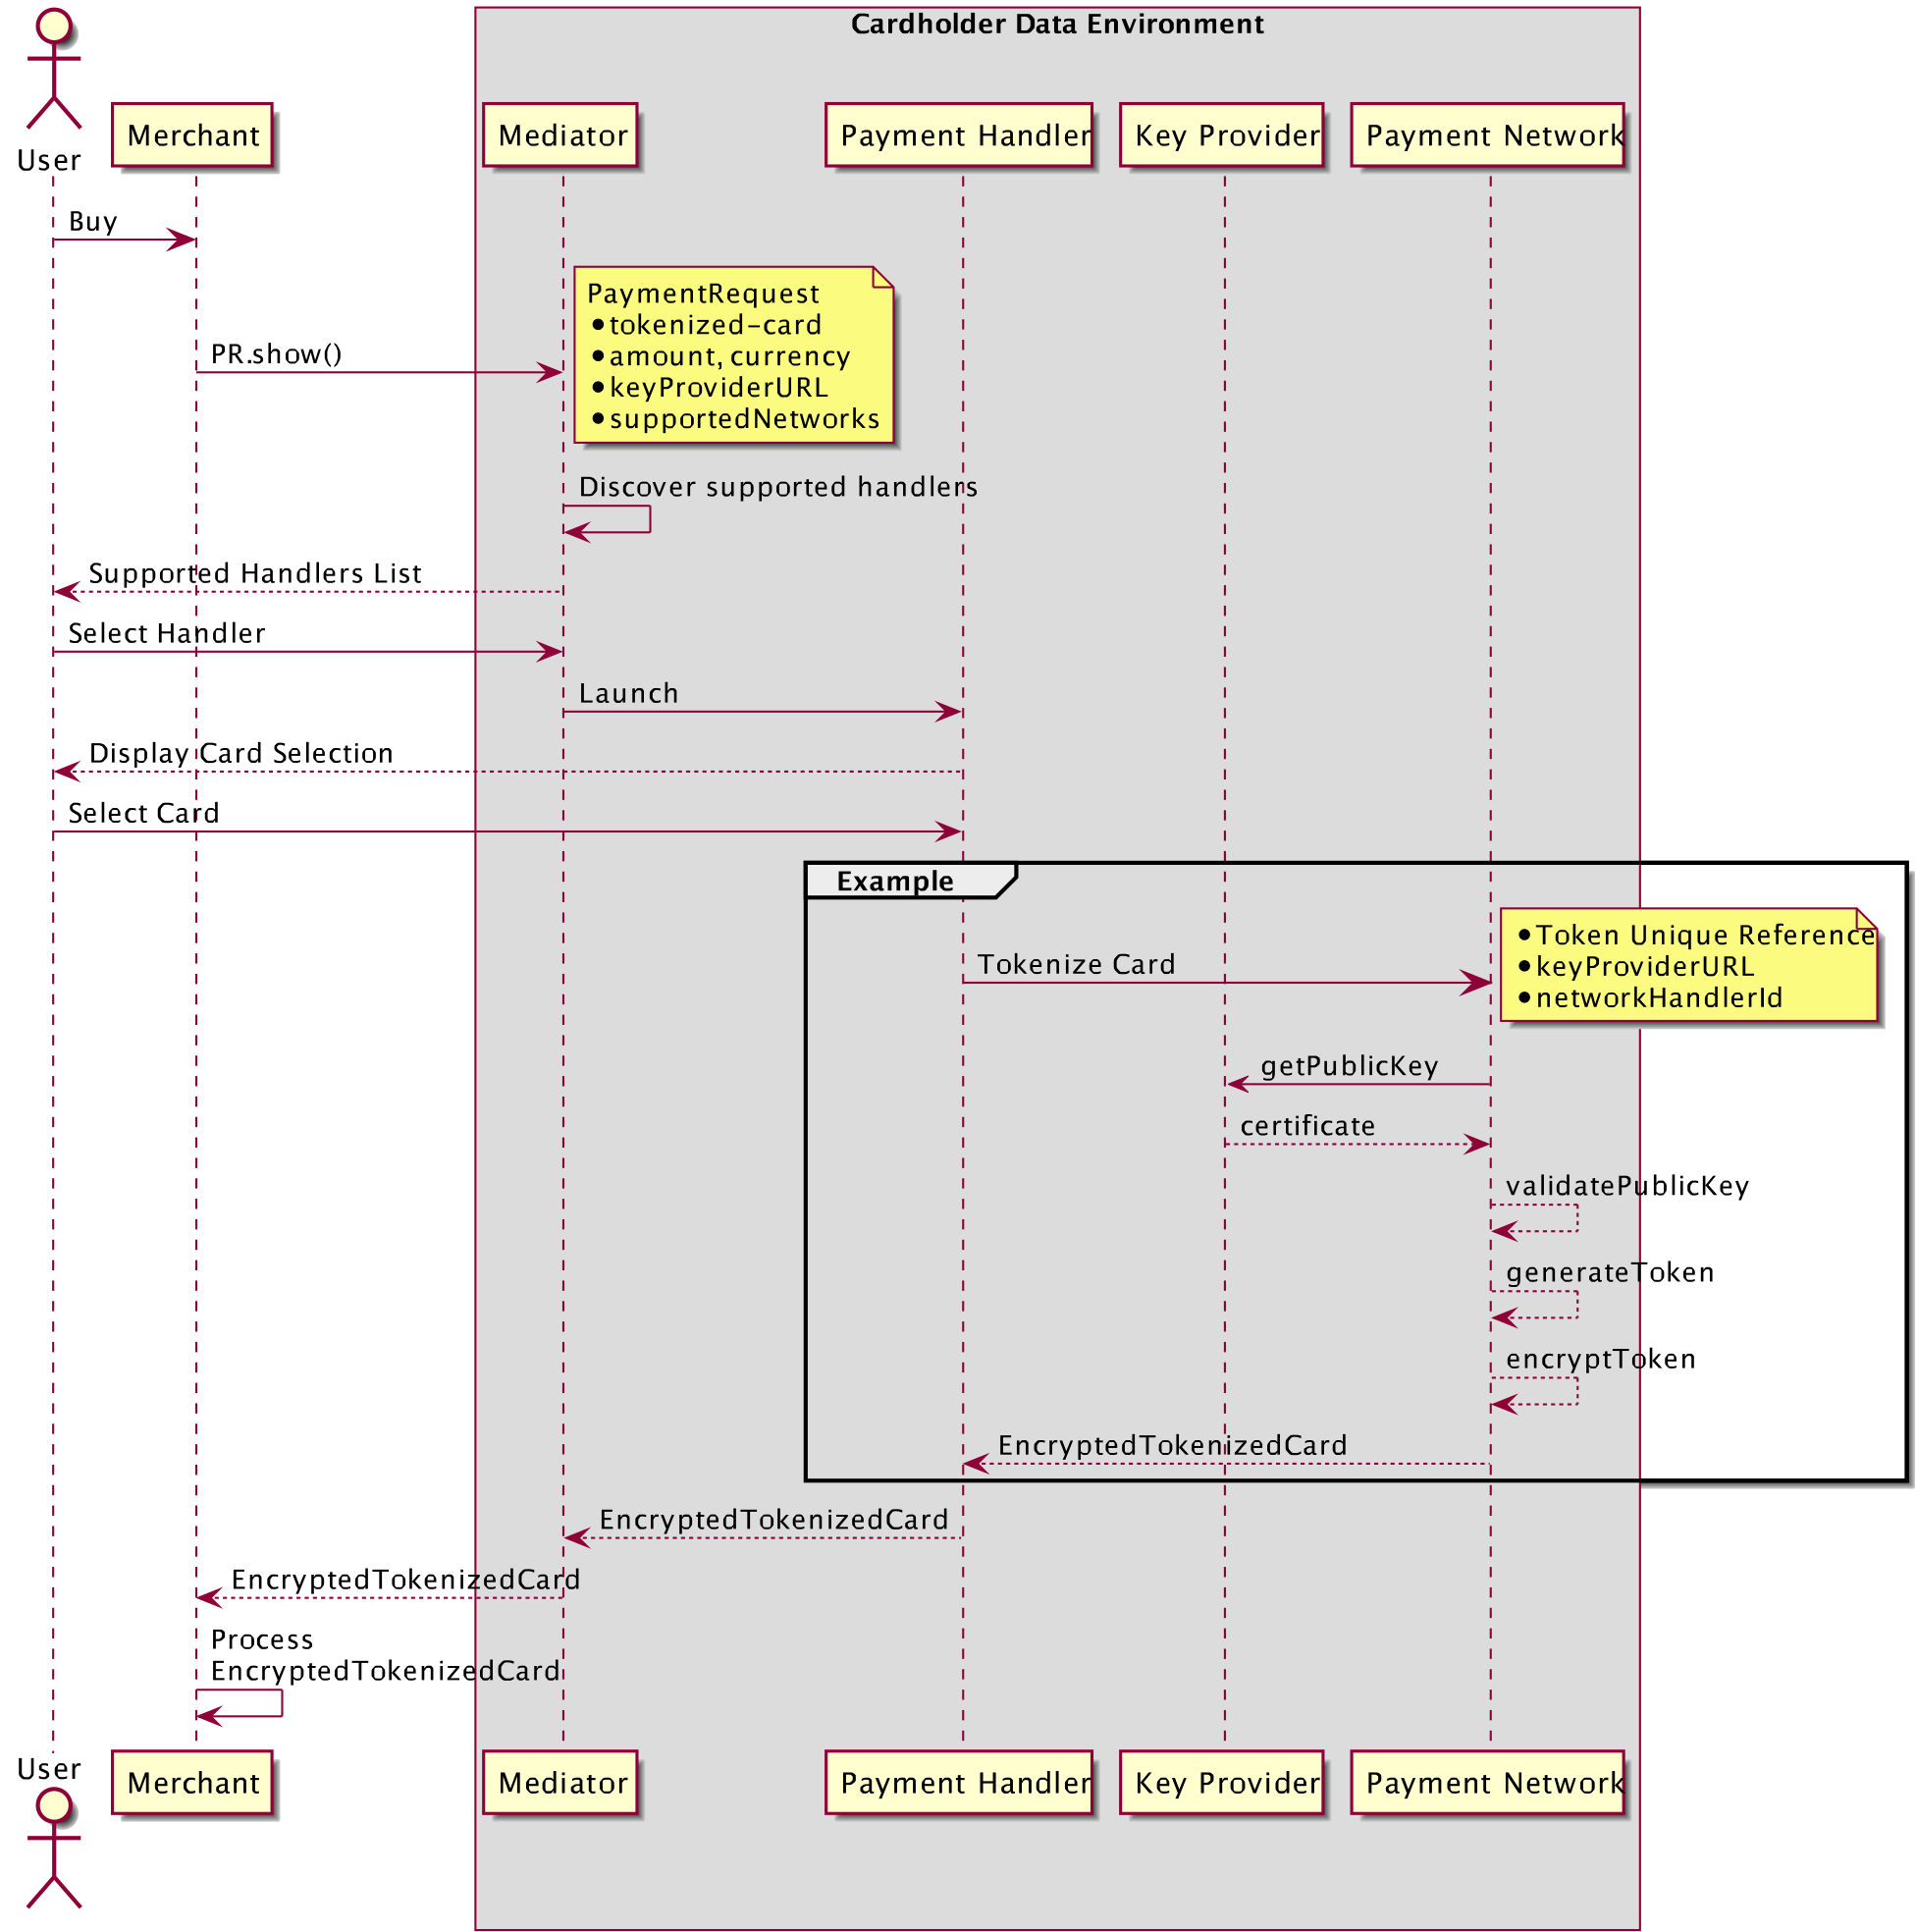 Cardholder Data Environment
User
Merchant
Mediator
Payment Handler
Key Provider
Payment Network
Buy
PaymentRequest
• tokenized-card
• amount, currency
• keyProviderURL
• supportedNetworks
PR.show()
Discover supported handlers
Supported Handlers List
Select Handler
Launch
Display Card Selection
Select Card
Example
• Token Unique Reference
• keyProviderURL
• networkHandlerId
Tokenize Card
getPublicKey
certificate
validatePublicKey
generateToken
encryptToken
EncryptedTokenizedCard
EncryptedTokenizedCard
EncryptedTokenizedCard
Process
EncryptedTokenizedCard
User
Merchant
Mediator
Payment Handler
Key Provider
Payment Network